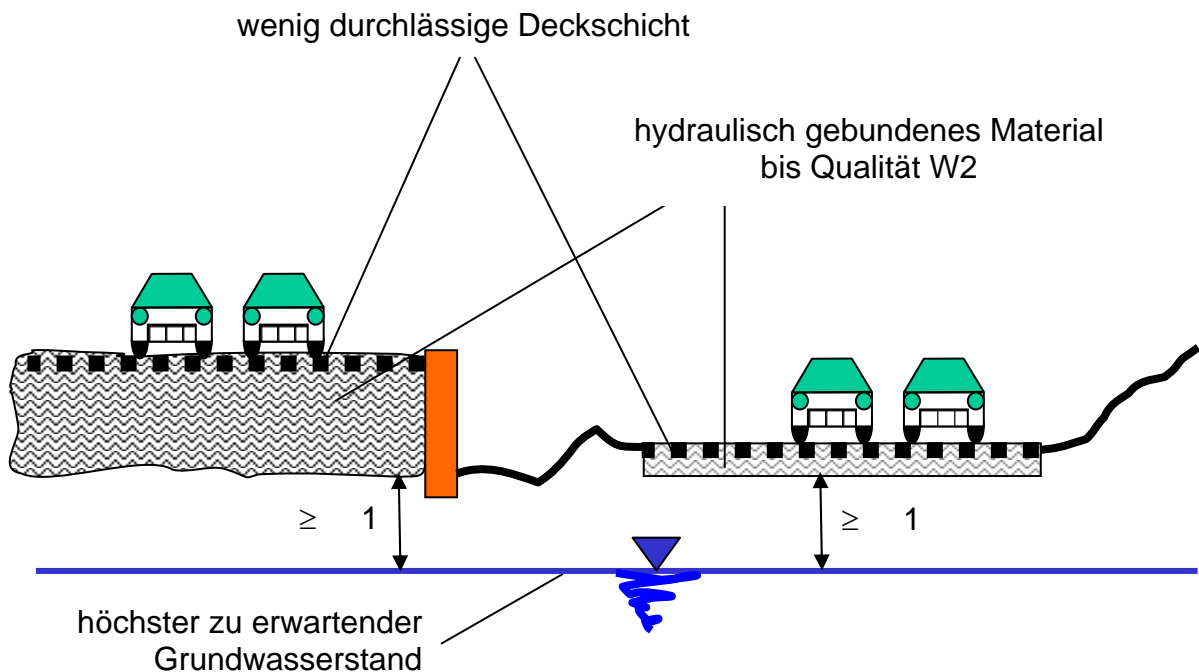 wenig durchlässige Deckschicht
hydraulisch gebundenes Material
bis Qualität W2
≥ 1
≥ 1
höchster zu erwartender
Grundwasserstand